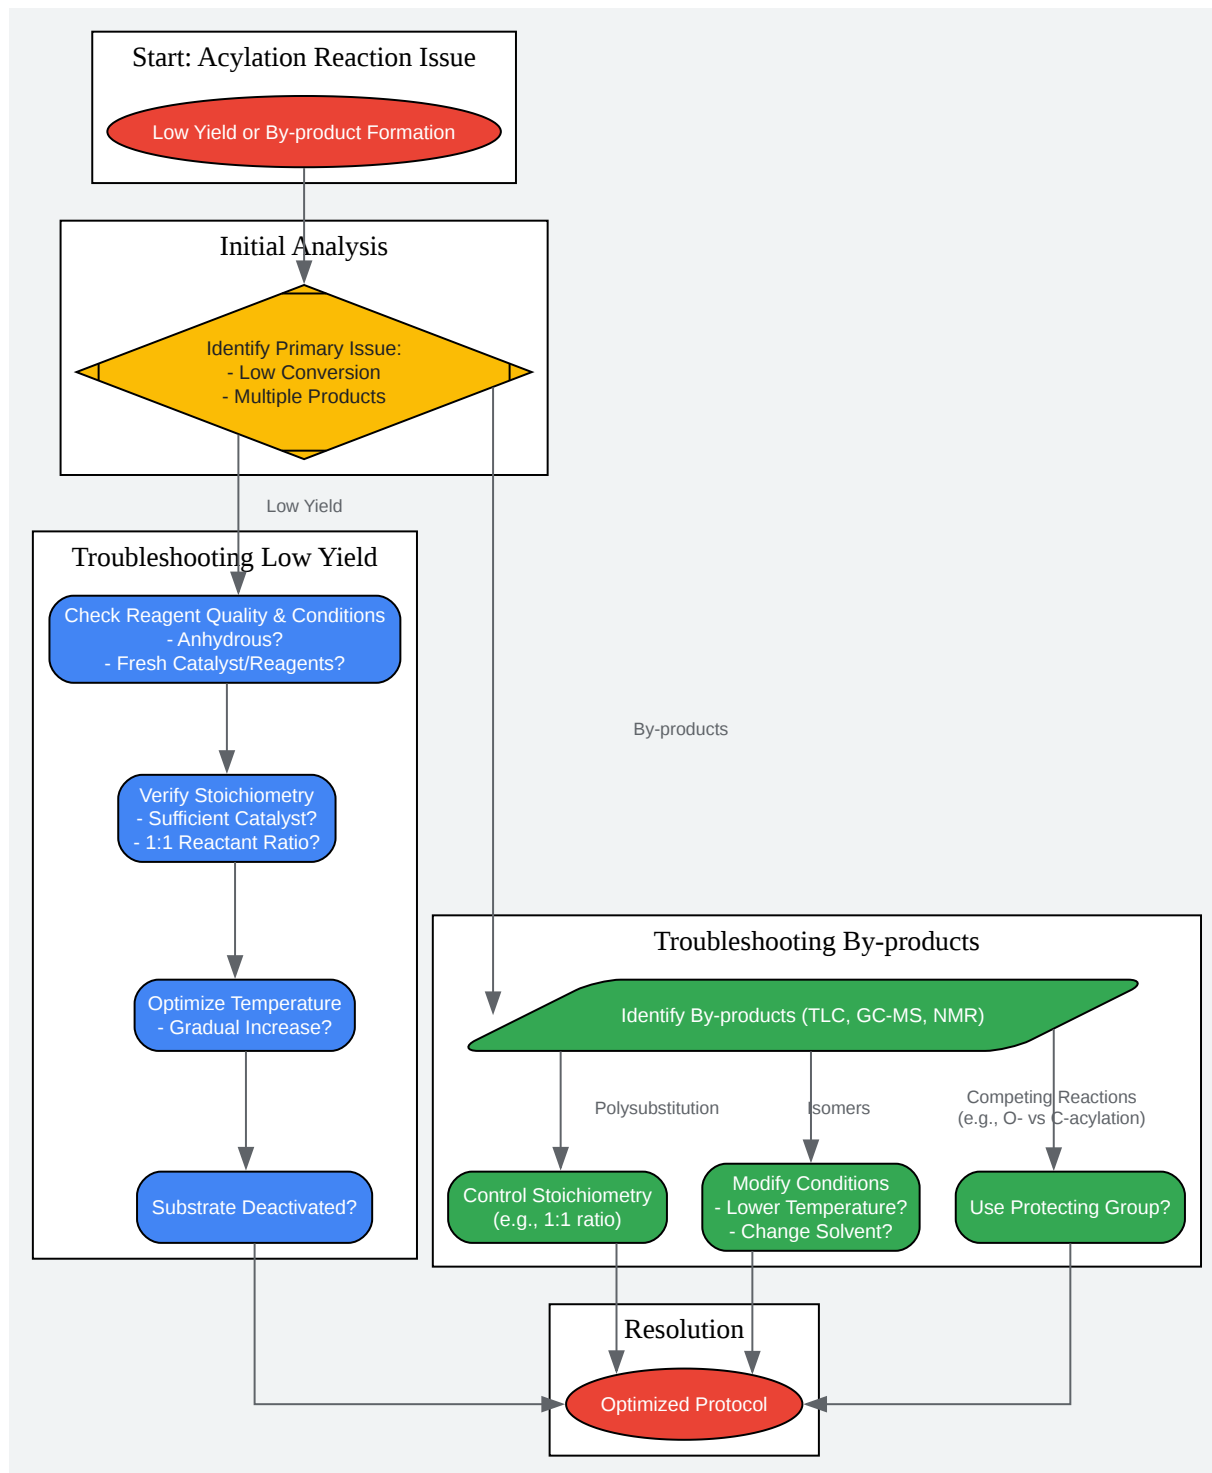 Start: Acylation Reaction Issue
Low Yield or By-product Formation
Initial Analysis
Identify Primary Issue:
- Low Conversion
- Multiple Products
Low Yield
Troubleshooting Low Yield
Check Reagent Quality & Conditions
- Anhydrous?
- Fresh Catalyst/Reagents?
By-products
Verify Stoichiometry
- Sufficient Catalyst?
- 1:1 Reactant Ratio?
Optimize Temperature
- Gradual Increase?
Substrate Deactivated?
Troubleshooting By-products
Identify By-products (TLC, GC-MS, NMR)
Polysubstitution
Isomers
Competing Reactions
(e.g., O- vs C-acylation)
Control Stoichiometry
(e.g., 1:1 ratio)
Modify Conditions
- Lower Temperature?
- Change Solvent?
Use Protecting Group?
Resolution
Optimized Protocol